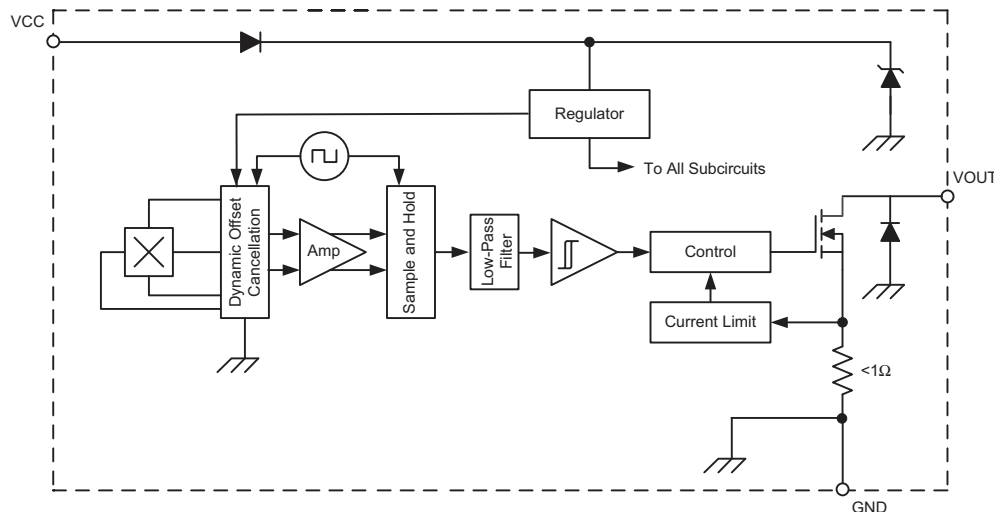 VCC
Regulator
To All Subcircuits
VOUT
Dynamic Offset
Cancellation
Amp
Sample and Hold
Low-Pass
Filter
Control
Current Limit
<1Ω
GND